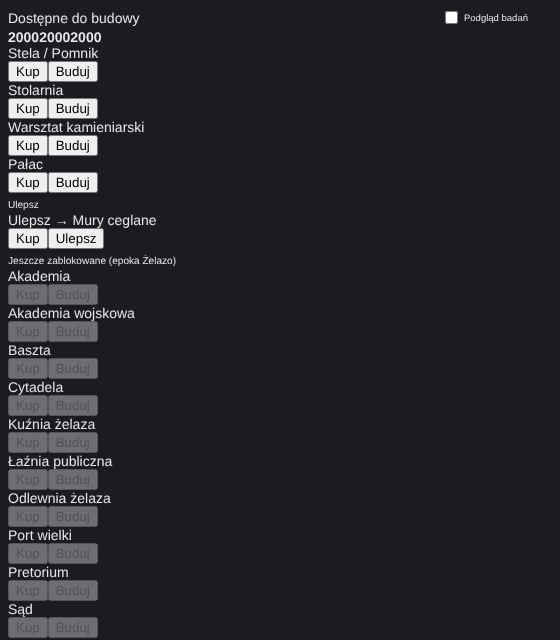 Dostępne do budowy
Podgląd badań
200020002000
Stela / Pomnik
Kup Buduj
Stolarnia
Kup Buduj
Warsztat kamieniarski
Kup Buduj
Pałac
Kup Buduj
Ulepsz
Ulepsz → Mury ceglane
Kup Ulepsz
Jeszcze zablokowane (epoka Żelazo)
Akademia
Kup Buduj
Akademia wojskowa
Kup Buduj
Baszta
Kup Buduj
Cytadela
Kup Buduj
Kuźnia żelaza
Kup Buduj
Łaźnia publiczna
Kup Buduj
Odlewnia żelaza
Kup Buduj
Port wielki
Kup Buduj
Pretorium
Kup Buduj
Sąd
Kup Buduj